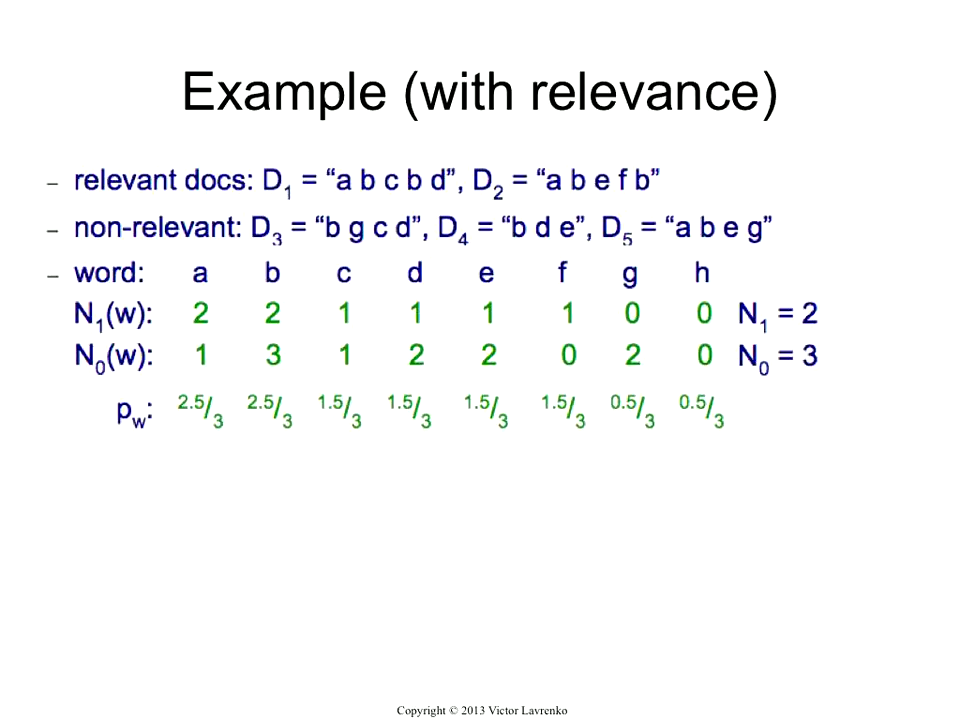 Example (with relevance)
– relevant docs: D1 = “a b c b d”, D2 = “a b e f b”
– non-relevant: D3 = “b g c d”, D4 = “b d e”, D5 = “a b e g”
– word: a b c d e f g h
N1(w): 2 2 1 1 1 1 0 0 N1 = 2
N0(w): 1 3 1 2 2 0 2 0 N0 = 3
pw: 2.5/3 2.5/3 1.5/3 1.5/3 1.5/3 1.5/3 0.5/3 0.5/3
Copyright © 2013 Victor Lavrenko